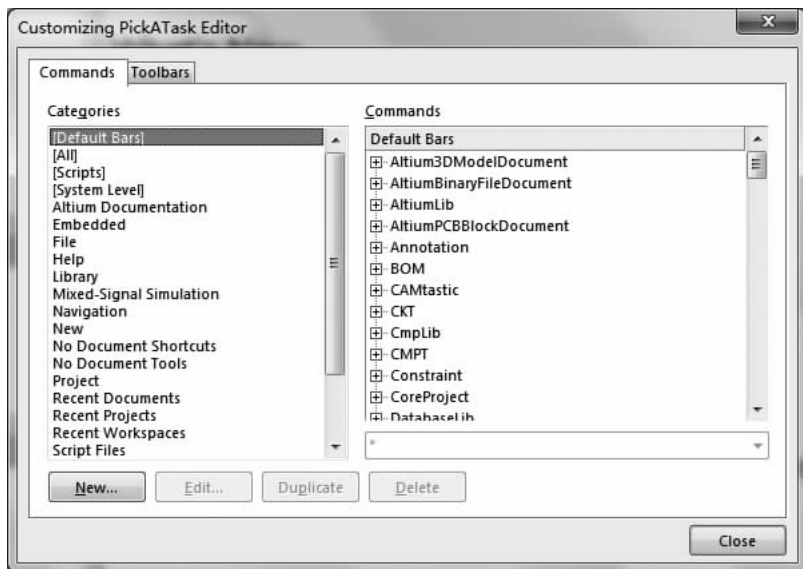 Customizing PickATask Editor
Commands
Toolbars
Categories
[Default Bars]
[All]
[Scripts]
[System Level]
Altium Documentation
Embedded
File
Help
Library
Mixed-Signal Simulation
Navigation
New
No Document Shortcuts
No Document Tools
Project
Recent Documents
Recent Projects
Recent Workspaces
Script Files
Commands
Default Bars
Altium3DModelDocument
AltiumBinaryFileDocument
AltiumLib
AltiumPCBBlockDocument
Annotation
BOM
CAMtastic
CKT
CmpLib
CMPT
Constraint
CoreProject
DatabaseLib
*
New...
Edit...
Duplicate
Delete
Close